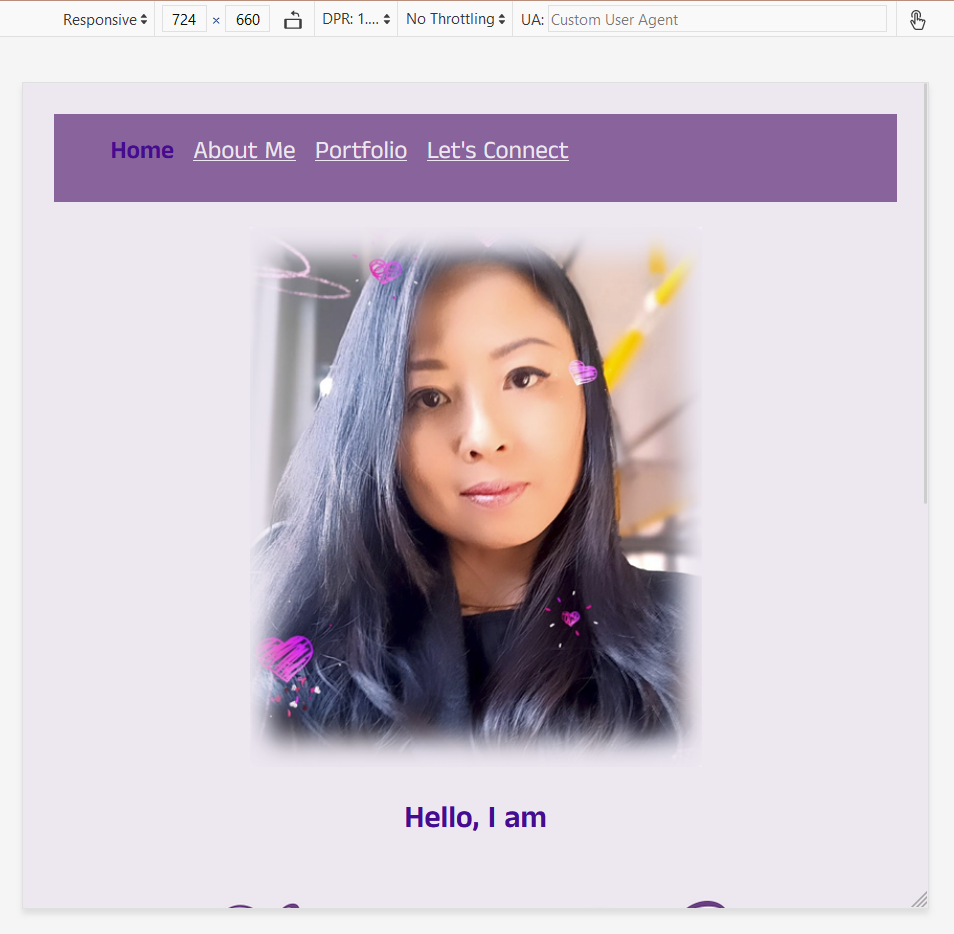 Responsive 724 × 660 DPR: 1.... No Throttling UA: Custom User Agent
Home About Me Portfolio Let's Connect
Hello, I am